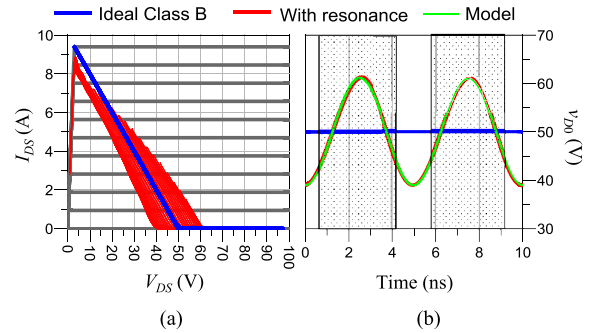 Ideal Class B With resonance Model
10 8 6 4 2 0
I_DS (A)
0 10 20 30 40 50 60 70 80 90 100
V_DS (V)
(a)
70 60 50 40 30
v_D0 (V)
0 2 4 6 8 10
Time (ns)
(b)